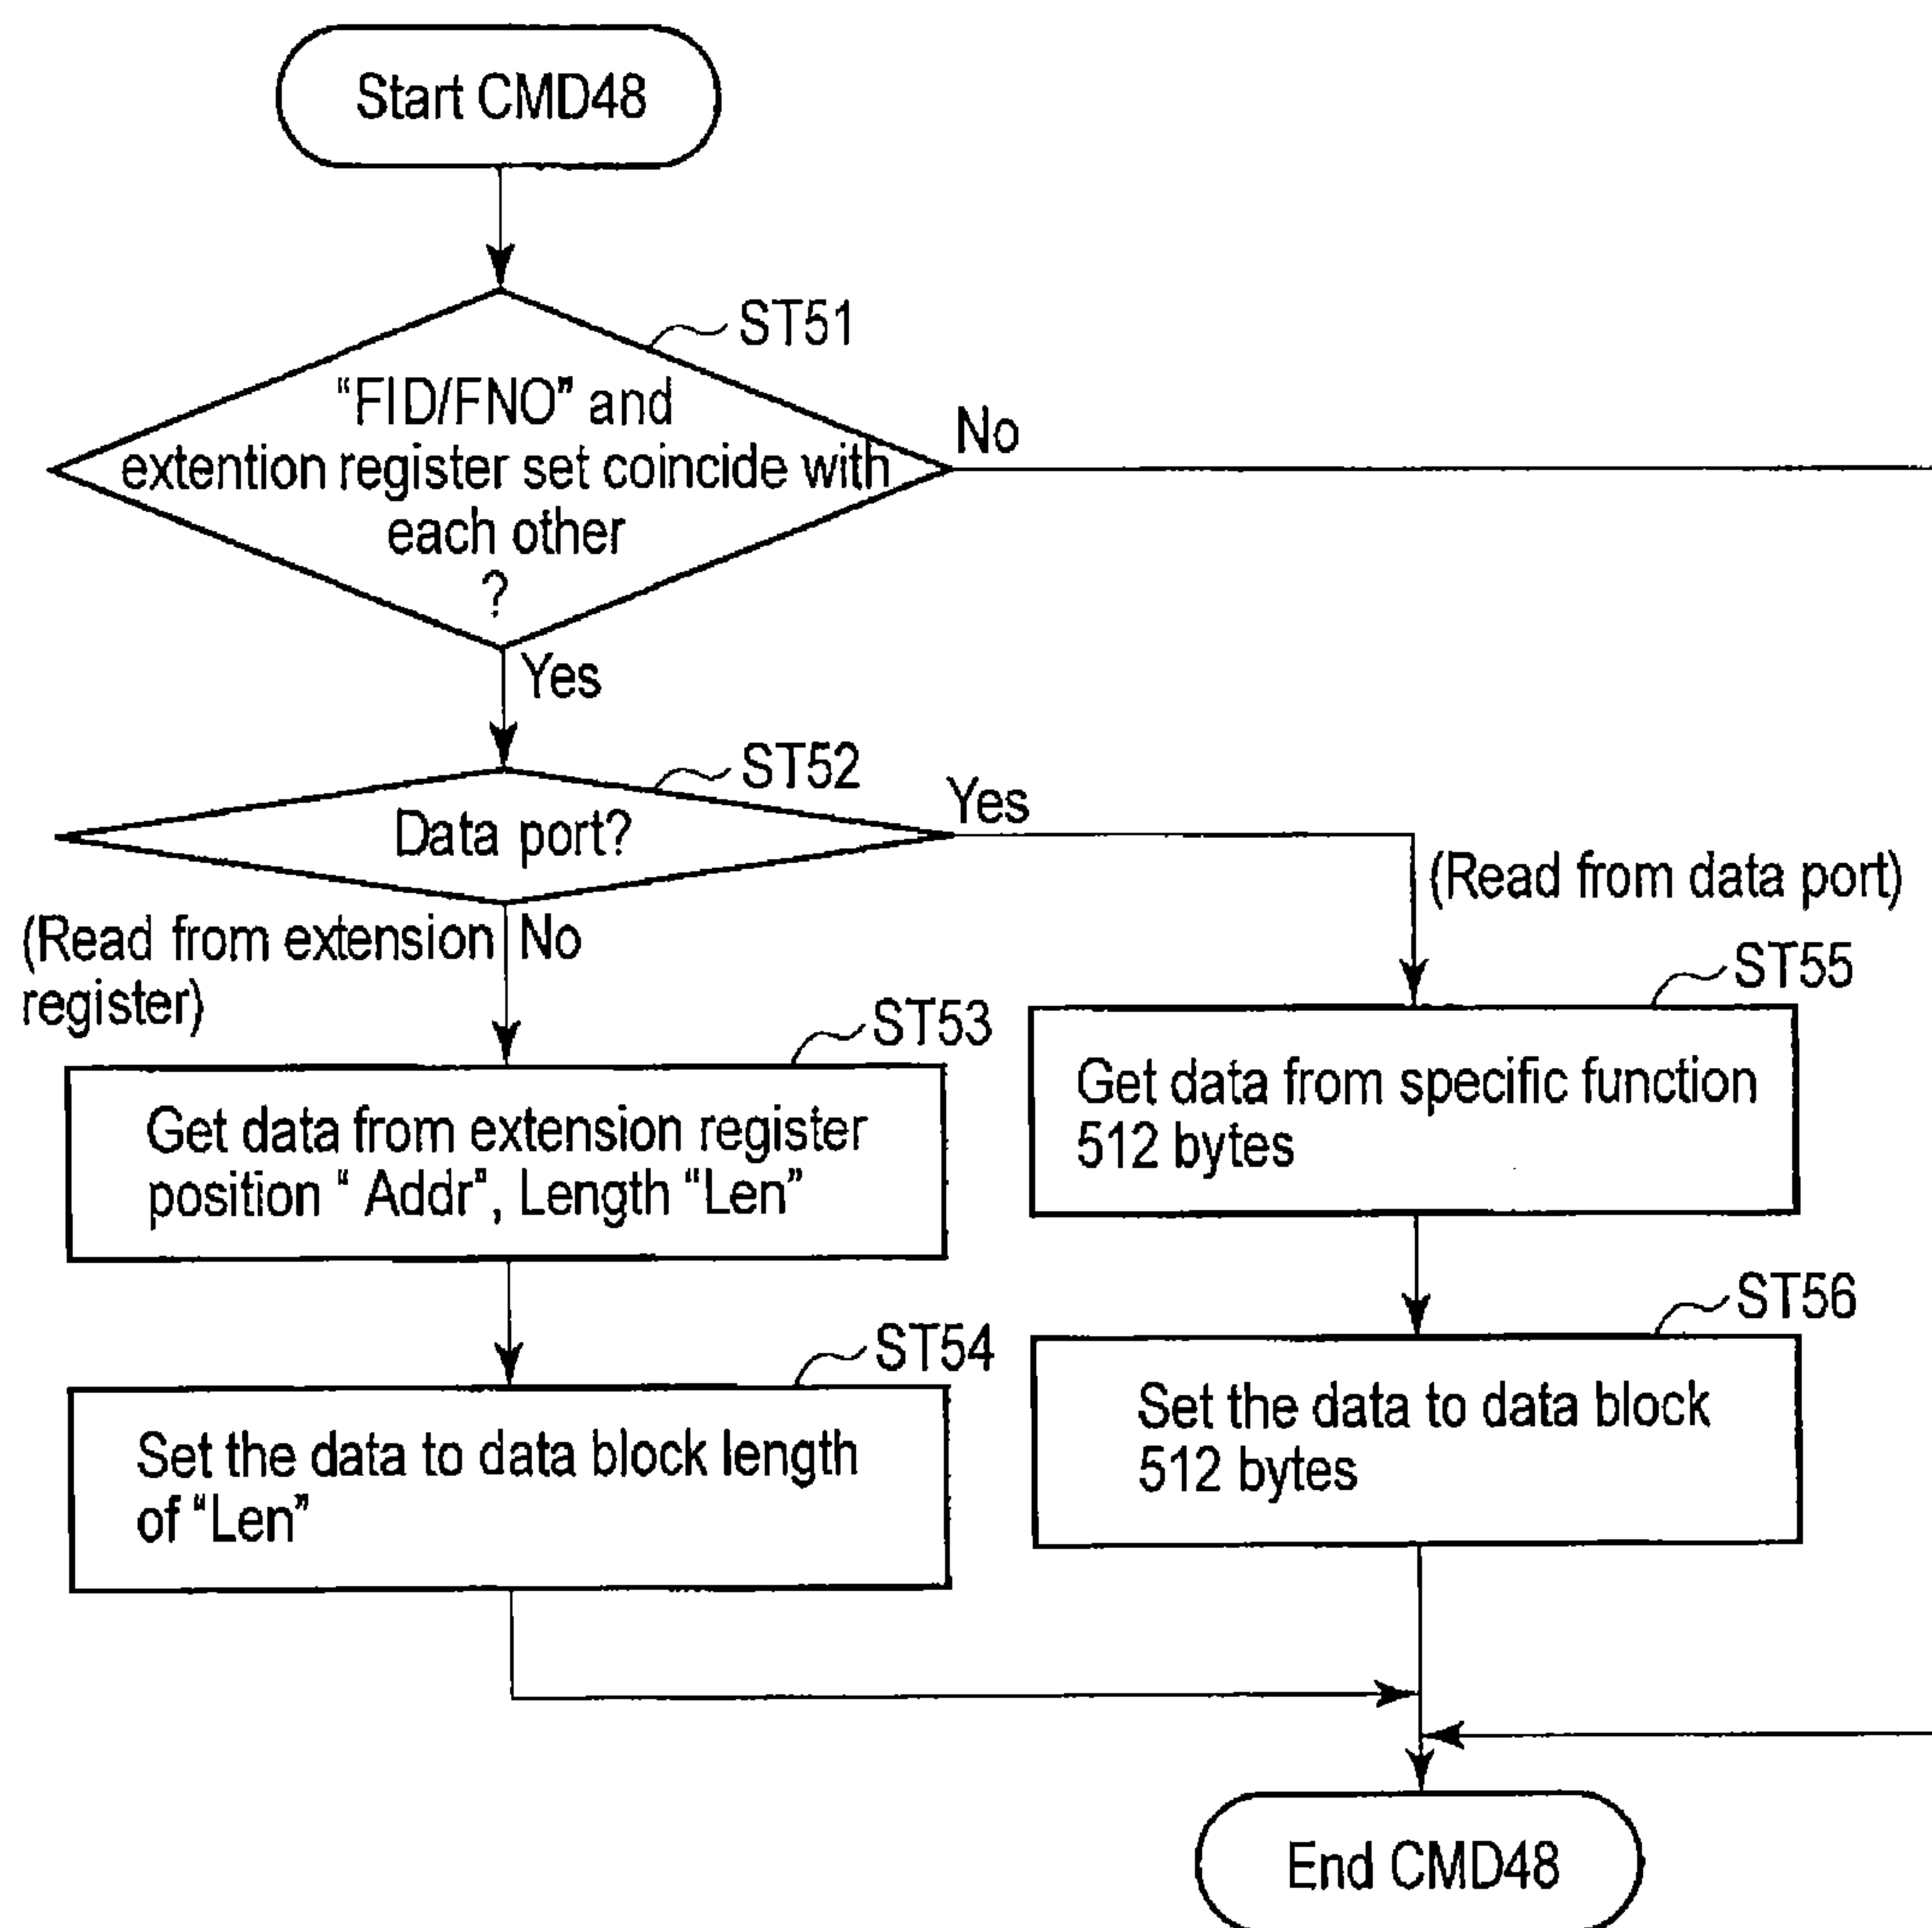 Start CMD48
ST51
“FID/FNO” and
extention register set coincide with
each other
?
No
Yes
ST52
Data port?
Yes
(Read from data port)
(Read from extension
register)
No
ST55
ST53
Get data from specific function
512 bytes
Get data from extension register
position “ Addr”, Length “Len”
ST56
ST54
Set the data to data block
512 bytes
Set the data to data block length
of “Len”
End CMD48